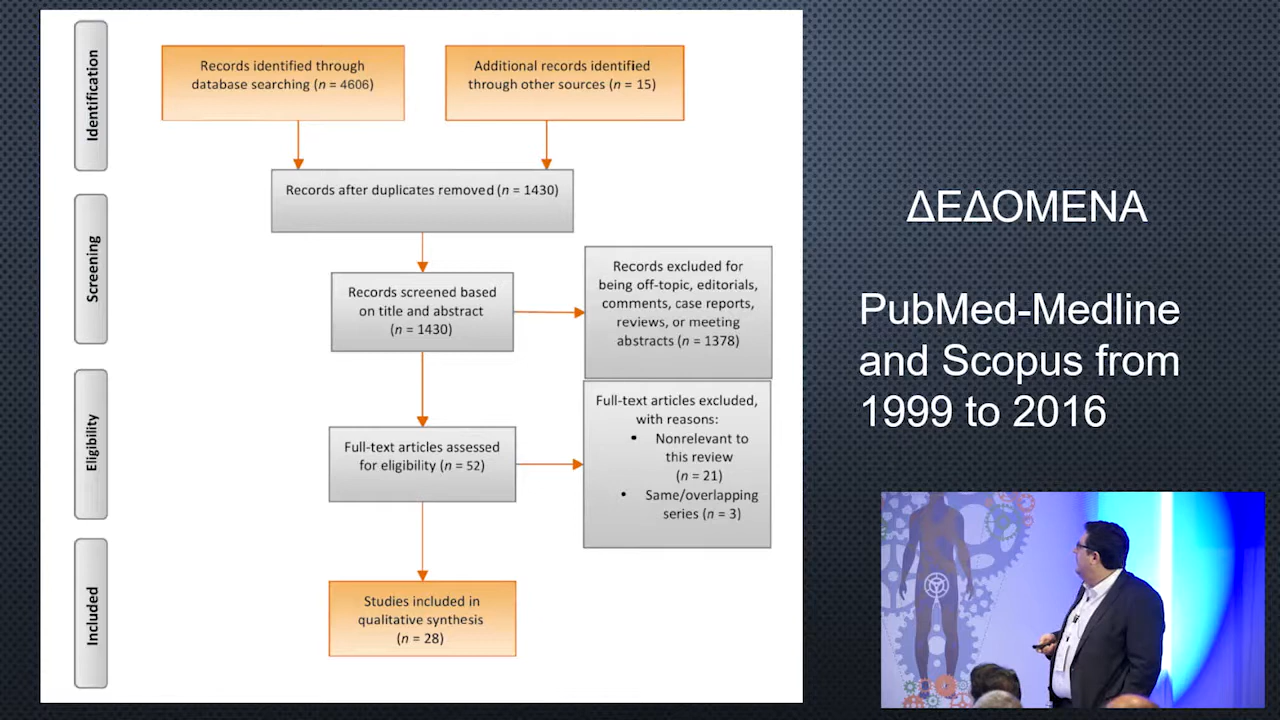 Identification
Records identified through
database searching (n = 4606)
Additional records identified
through other sources (n = 15)
Records after duplicates removed (n = 1430)
Screening
Records screened based
on title and abstract
(n = 1430)
Records excluded for
being off-topic, editorials,
comments, case reports,
reviews, or meeting
abstracts (n = 1378)
Eligibility
Full-text articles assessed
for eligibility (n = 52)
Full-text articles excluded,
with reasons:
• Nonrelevant to
this review
(n = 21)
• Same/overlapping
series (n = 3)
Included
Studies included in
qualitative synthesis
(n = 28)
ΔΕΔΟΜΕΝΑ
PubMed-Medline
and Scopus from
1999 to 2016